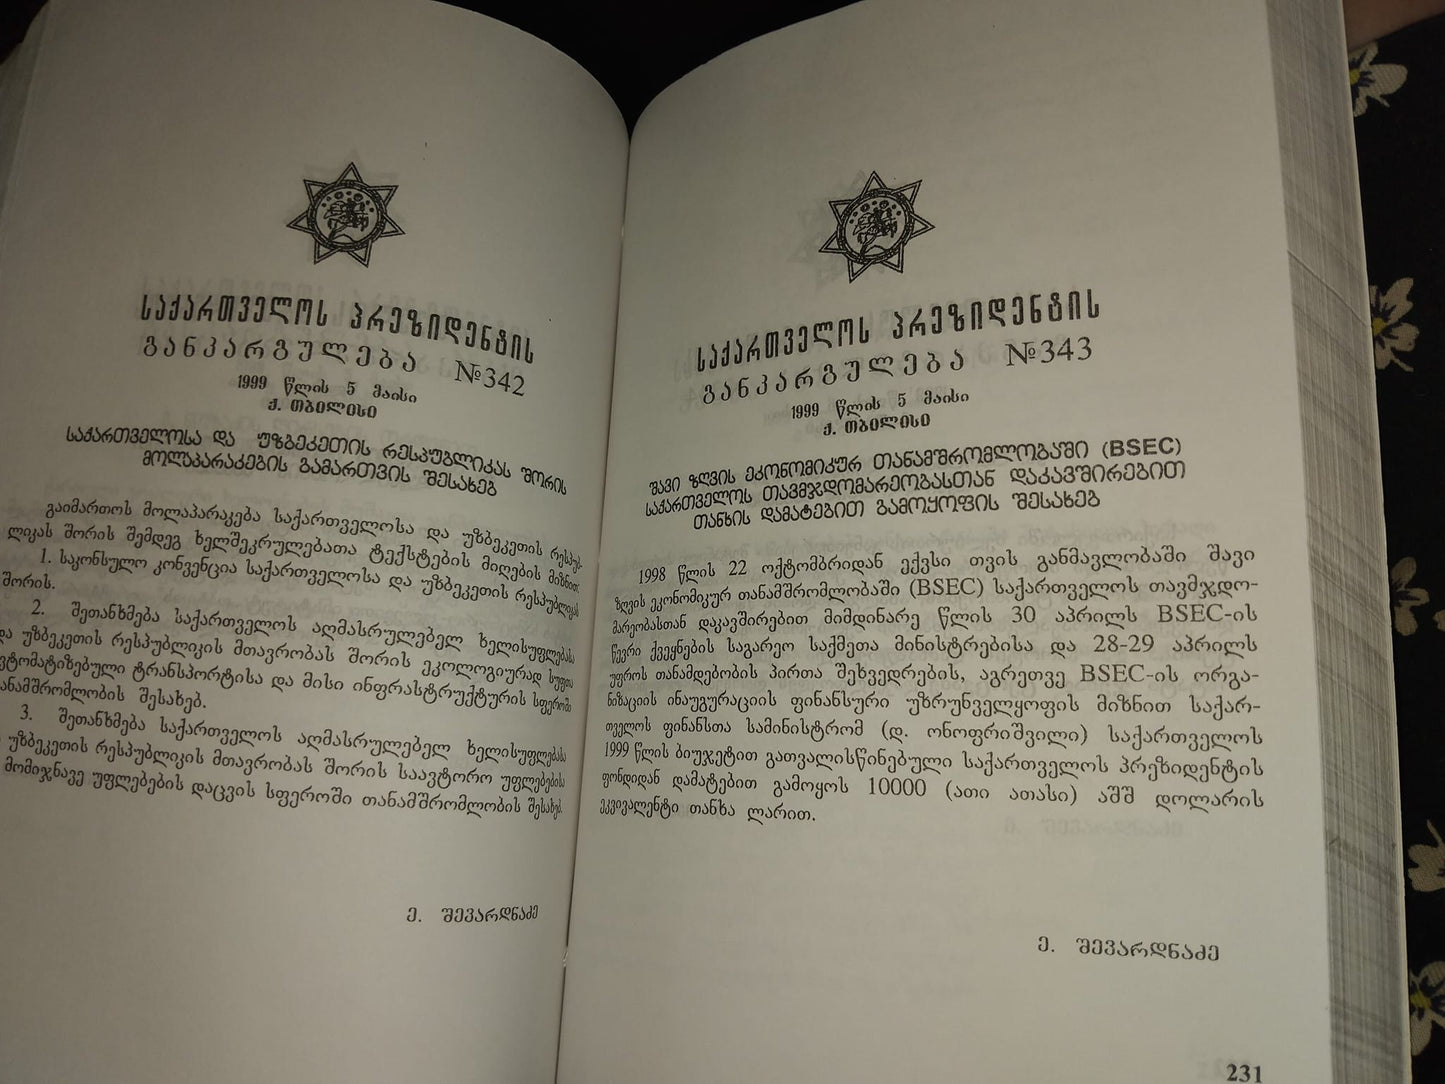 საქართველოს პრეზიდენტის
განკარგულება №342
1999 წლის 5 მაისი
ქ. თბილისი
საქართველოსა და უზბეკეთის რესპუბლიკას შორის
მოლაპარაკების გამართვის შესახებ
გაიმართოს მოლაპარაკება საქართველოსა და უზბეკეთის რესპუბ-
ლიკას შორის შემდეგ ხელშეკრულებათა ტექსტების მიღების მიზნით:
1. საკონსულო კონვენცია საქართველოსა და უზბეკეთის რესპუბლიკას
შორის.
2. შეთანხმება საქართველოს აღმასრულებელ ხელისუფლებასა
და უზბეკეთის რესპუბლიკის მთავრობას შორის ეკოლოგიურად სუფთა
ავტომატიზებული ტრანსპორტისა და მისი ინფრასტრუქტურის სფეროში
თანამშრომლობის შესახებ.
3. შეთანხმება საქართველოს აღმასრულებელ ხელისუფლებასა
უზბეკეთის რესპუბლიკის მთავრობას შორის საავტორო უფლებებისა
მომიჯნავე უფლებების დაცვის სფეროში თანამშრომლობის შესახებ.
ე. შევარდნაძე
საქართველოს პრეზიდენტის
განკარგულება №343
1999 წლის 5 მაისი
ქ. თბილისი
შავი ზღვის ეკონომიკურ თანამშრომლობაში (BSEC)
საქართველოს თავმჯდომარეობასთან დაკავშირებით
თანხის დამატებით გამოყოფის შესახებ
1998 წლის 22 ოქტომბრიდან ექვსი თვის განმავლობაში შავი
ზღვის ეკონომიკურ თანამშრომლობაში (BSEC) საქართველოს თავმჯდო-
მარეობასთან დაკავშირებით მიმდინარე წლის 30 აპრილს BSEC-ის
წევრი ქვეყნების საგარეო საქმეთა მინისტრებისა და 28-29 აპრილს
უფროს თანამდებობის პირთა შეხვედრების, აგრეთვე BSEC-ის ორგა-
ნიზაციის ინაუგურაციის ფინანსური უზრუნველყოფის მიზნით საქარ-
თველოს ფინანსთა სამინისტრომ (დ. ონოფრიშვილი) საქართველოს
1999 წლის ბიუჯეტით გათვალისწინებული საქართველოს პრეზიდენტის
ფონდიდან დამატებით გამოყოს 10000 (ათი ათასი) აშშ დოლარის
ეკვივალენტი თანხა ლარით.
ე. შევარდნაძე
231